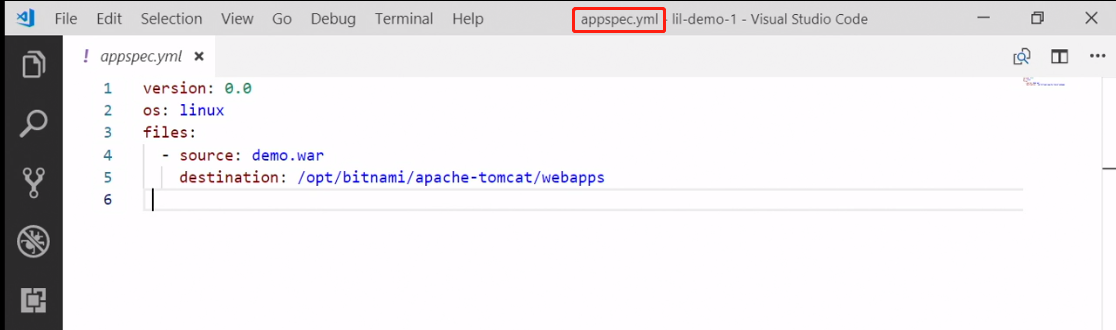 File Edit Selection View Go Debug Terminal Help appspec.yml - lil-demo-1 - Visual Studio Code
! appspec.yml ×
1 version: 0.0
2 os: linux
3 files:
4 - source: demo.war
5 destination: /opt/bitnami/apache-tomcat/webapps
6